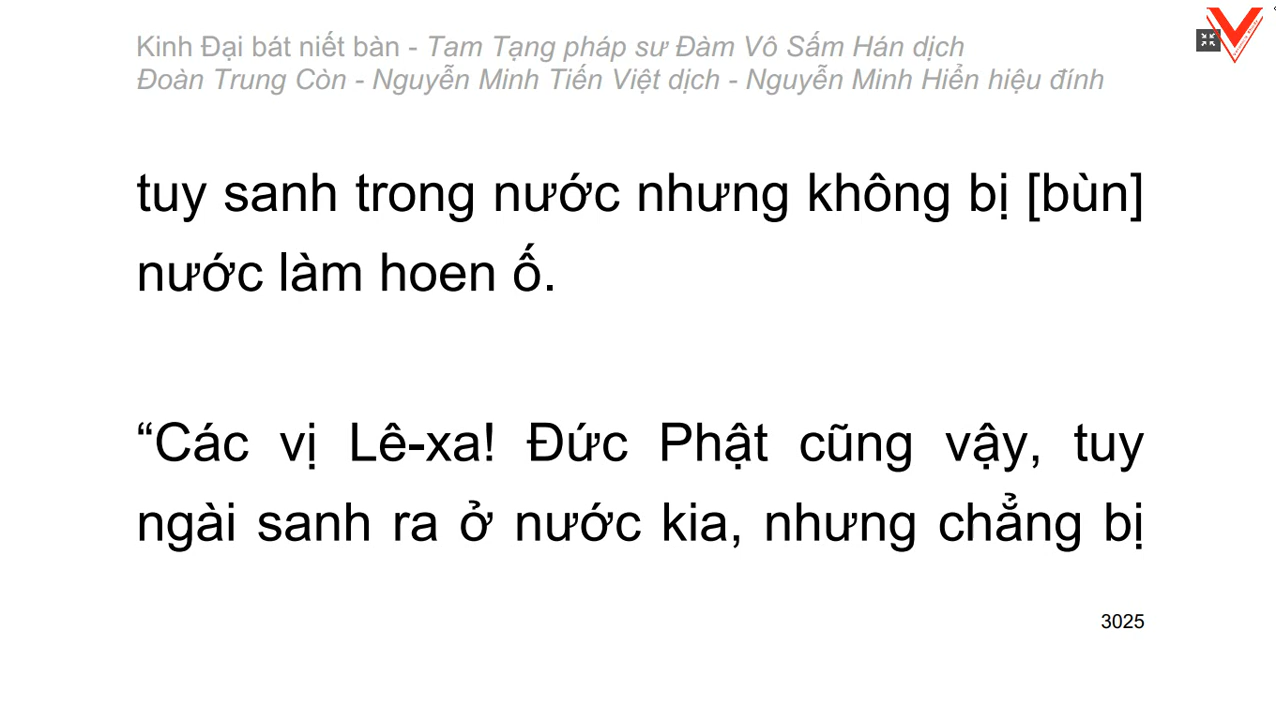 Kinh Đại bát niết bàn - Tam Tạng pháp sư Đàm Vô Sấm Hán dịch
Đoàn Trung Còn - Nguyễn Minh Tiến Việt dịch - Nguyễn Minh Hiển hiệu đính
tuy sanh trong nước nhưng không bị [bùn]
nước làm hoen ố.
“Các vị Lê-xa! Đức Phật cũng vậy, tuy
ngài sanh ra ở nước kia, nhưng chẳng bị
3025